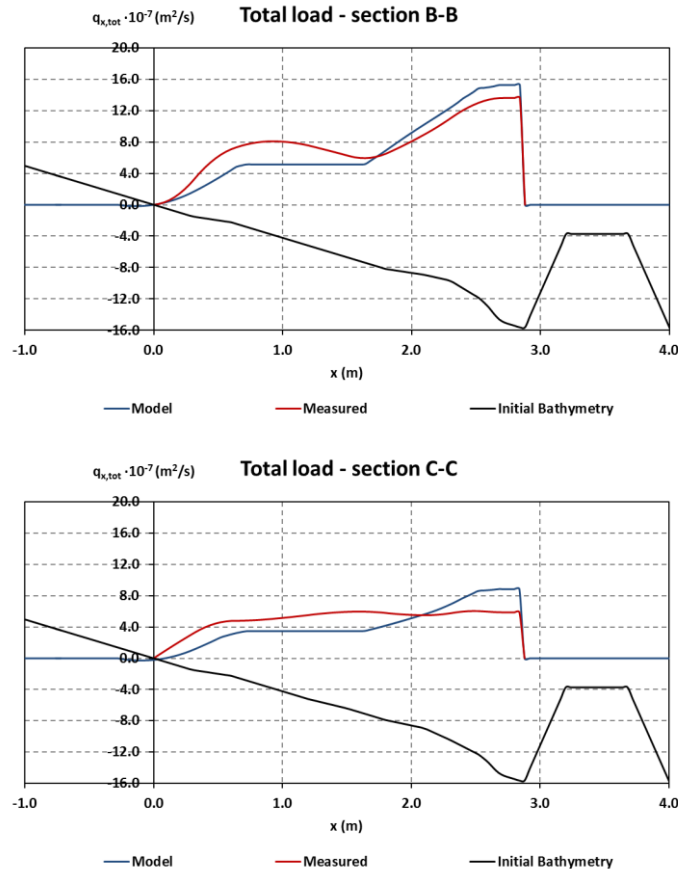 qx,tot ·10-7 (m2/s) Total load - section B-B
20.0
16.0
12.0
8.0
4.0
0.0
-4.0
-8.0
-12.0
-16.0
-1.0 0.0 1.0 2.0 3.0 4.0
x (m)
Model Measured Initial Bathymetry
qx,tot ·10-7 (m2/s) Total load - section C-C
20.0
16.0
12.0
8.0
4.0
0.0
-4.0
-8.0
-12.0
-16.0
-1.0 0.0 1.0 2.0 3.0 4.0
x (m)
Model Measured Initial Bathymetry